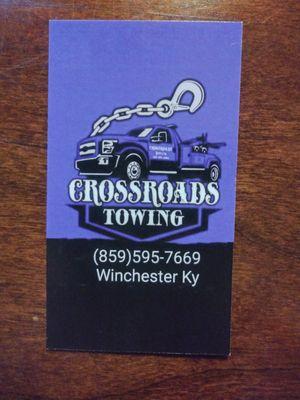 CROSSROADS
TOWING
(859)595-7669
Winchester Ky